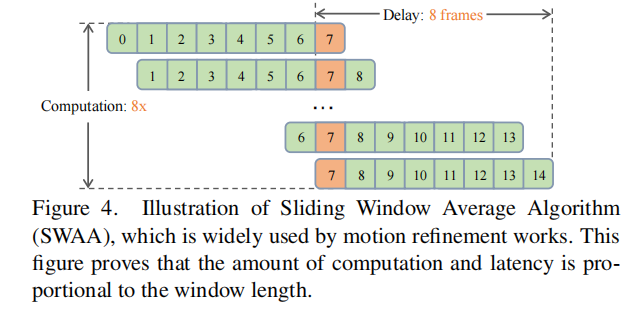 Delay: 8 frames
0 1 2 3 4 5 6 7
1 2 3 4 5 6 7 8
Computation: 8x
...
6 7 8 9 10 11 12 13
7 8 9 10 11 12 13 14
Figure 4. Illustration of Sliding Window Average Algorithm
(SWAA), which is widely used by motion refinement works. This
figure proves that the amount of computation and latency is pro-
portional to the window length.